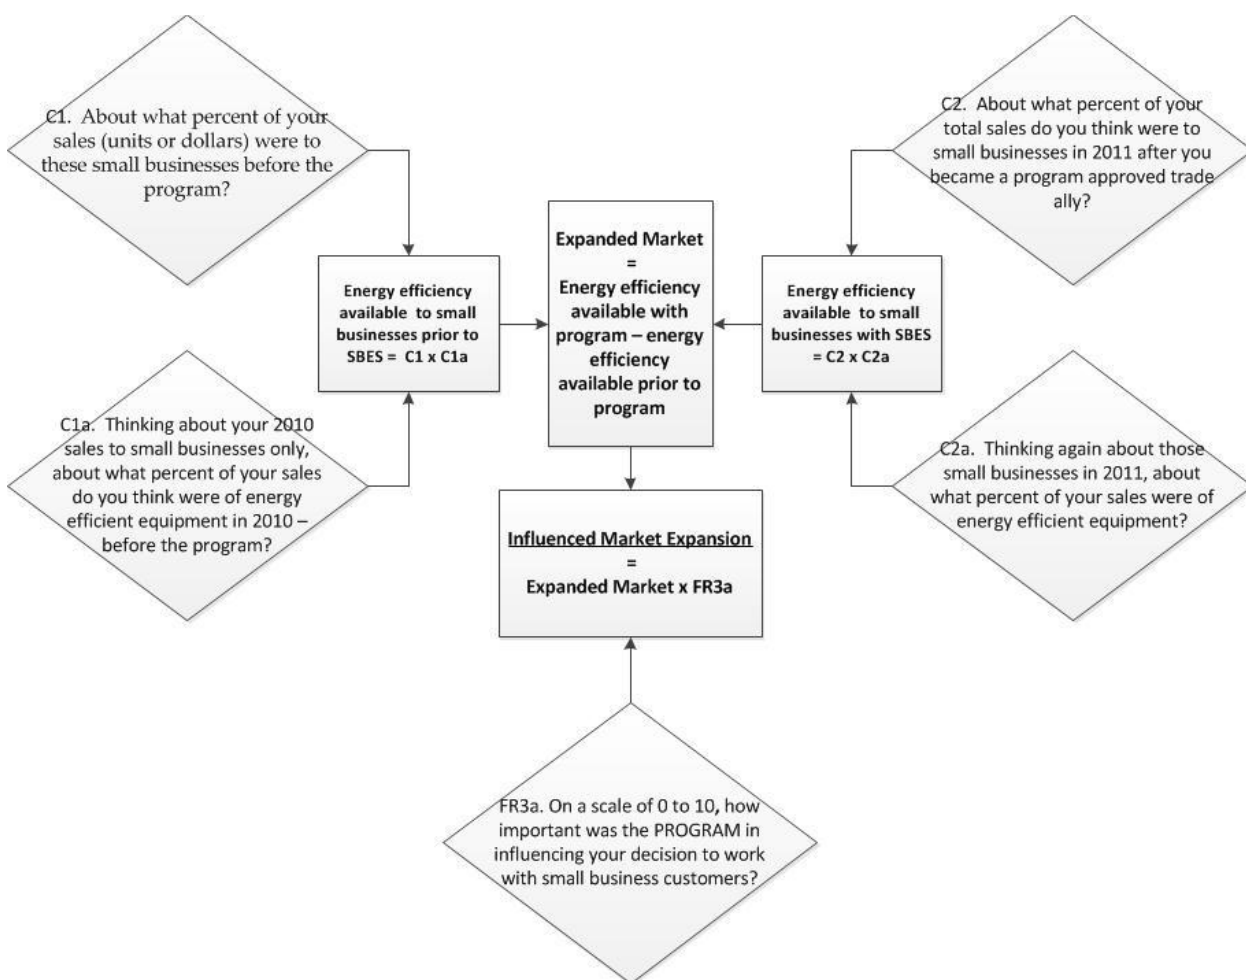 C1.  About what percent of your
sales (units or dollars) were to
these small businesses before the
program?
C2.  About what percent of your
total sales do you think were to
small businesses in 2011 after you
became a program approved trade
ally?
Energy efficiency
available  to small
businesses prior to
SBES =  C1 x C1a
Expanded Market
=
Energy efficiency
available with
program – energy
efficiency
available prior to
program
Energy efficiency
available  to small
businesses with SBES
= C2 x C2a
C1a.  Thinking about your 2010
sales to small businesses only,
about what percent of your sales
do you think were of energy
efficient equipment in 2010 –
before the program?
C2a.  Thinking again about those
small businesses in 2011, about
what percent of your sales were of
energy efficient equipment?
Influenced Market Expansion
=
Expanded Market x FR3a
FR3a. On a scale of 0 to 10, how
important was the PROGRAM in
influencing your decision to work
with small business customers?